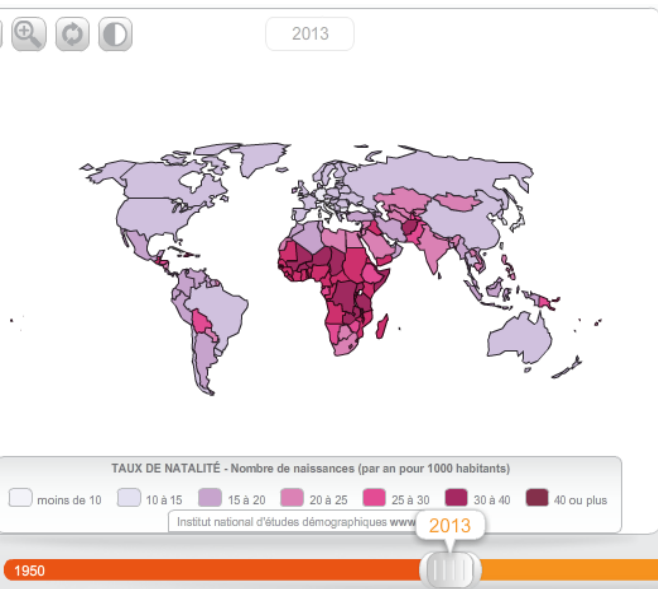 2013
TAUX DE NATALITÉ - Nombre de naissances (par an pour 1000 habitants)
moins de 10
10 à 15
15 à 20
20 à 25
25 à 30
30 à 40
40 ou plus
Institut national d'études démographiques www
2013
1950